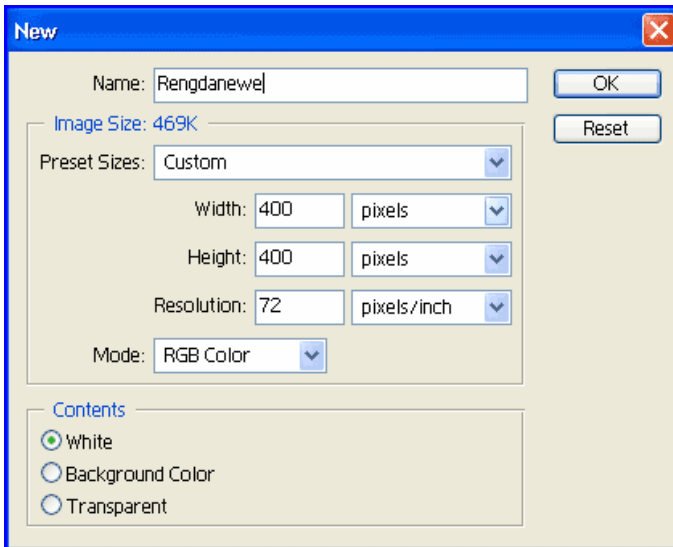 New
Name: Rengdanewe
OK
Image Size: 469K
Reset
Preset Sizes: Custom
Width: 400 pixels
Height: 400 pixels
Resolution: 72 pixels/inch
Mode: RGB Color
Contents
White
Background Color
Transparent